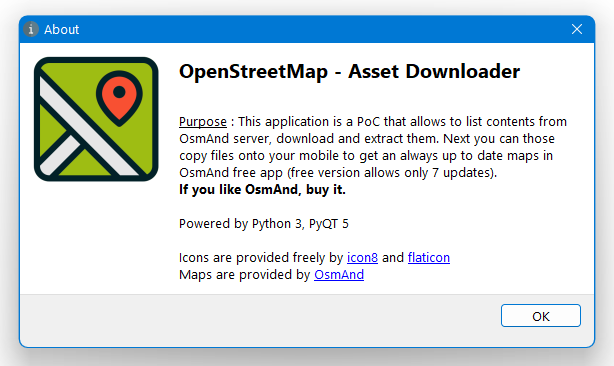 About
OpenStreetMap - Asset Downloader
Purpose : This application is a PoC that allows to list contents from
OsmAnd server, download and extract them. Next you can those
copy files onto your mobile to get an always up to date maps in
OsmAnd free app (free version allows only 7 updates).
If you like OsmAnd, buy it.
Powered by Python 3, PyQT 5
Icons are provided freely by icon8 and flaticon
Maps are provided by OsmAnd
OK